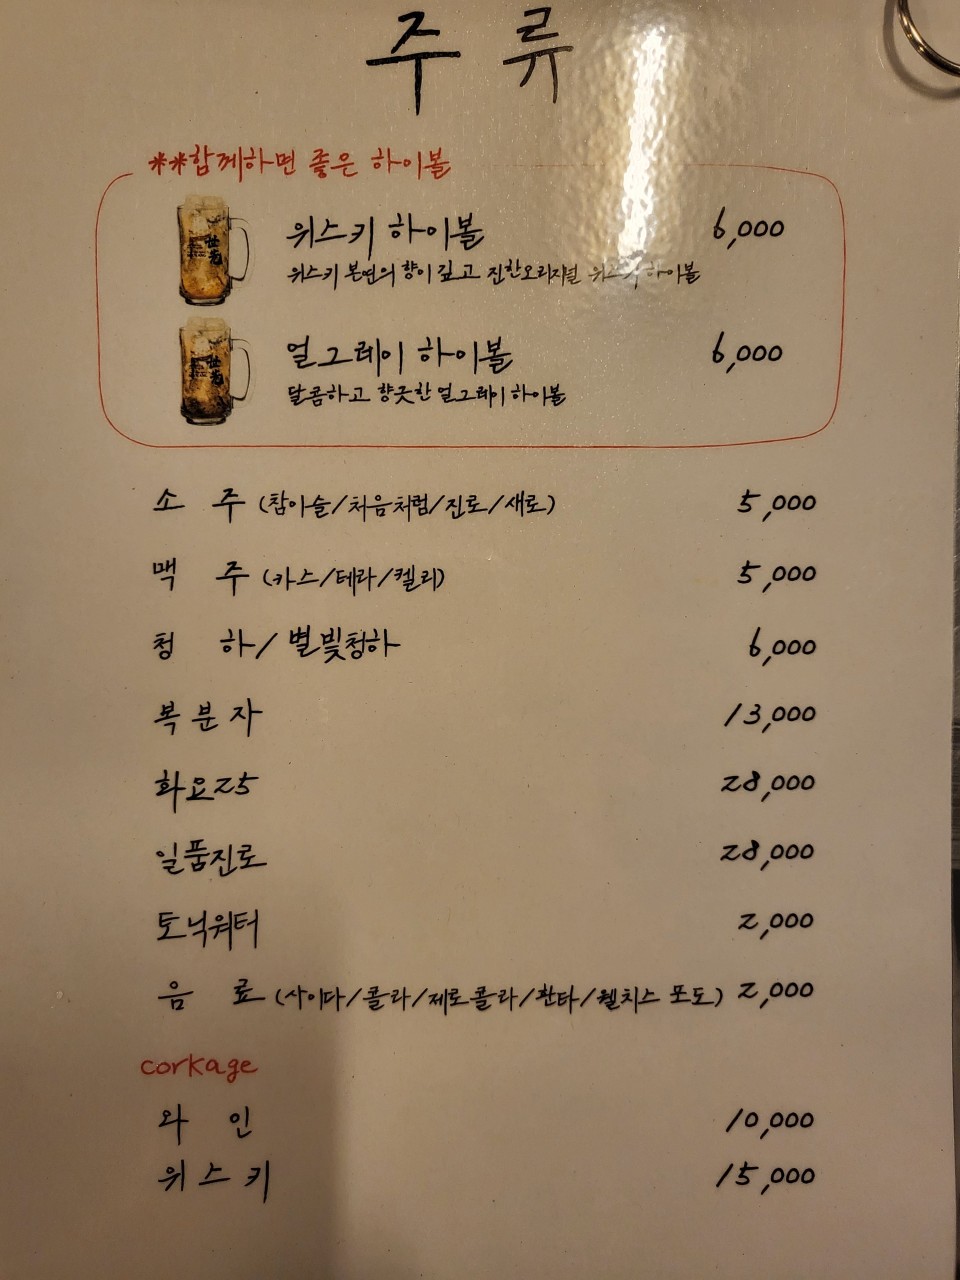 주 류
**함께하면 좋은 하이볼
위스키 하이볼 6,000
위스키 본연의 향이 깊고 진한 오리지널 위스키 하이볼
얼그레이 하이볼 6,000
달콤하고 향긋한 얼그레이 하이볼
소 주 (참이슬/처음처럼/진로/새로) 5,000
맥 주 (카스/테라/켈리) 5,000
청 하/ 별빛청하 6,000
복 분 자 13,000
화요25 28,000
일품진로 28,000
토닉워터 2,000
음 료 (사이다/콜라/제로콜라/환타/웰치스 포도) 2,000
corkage
와 인 10,000
위 스 키 15,000